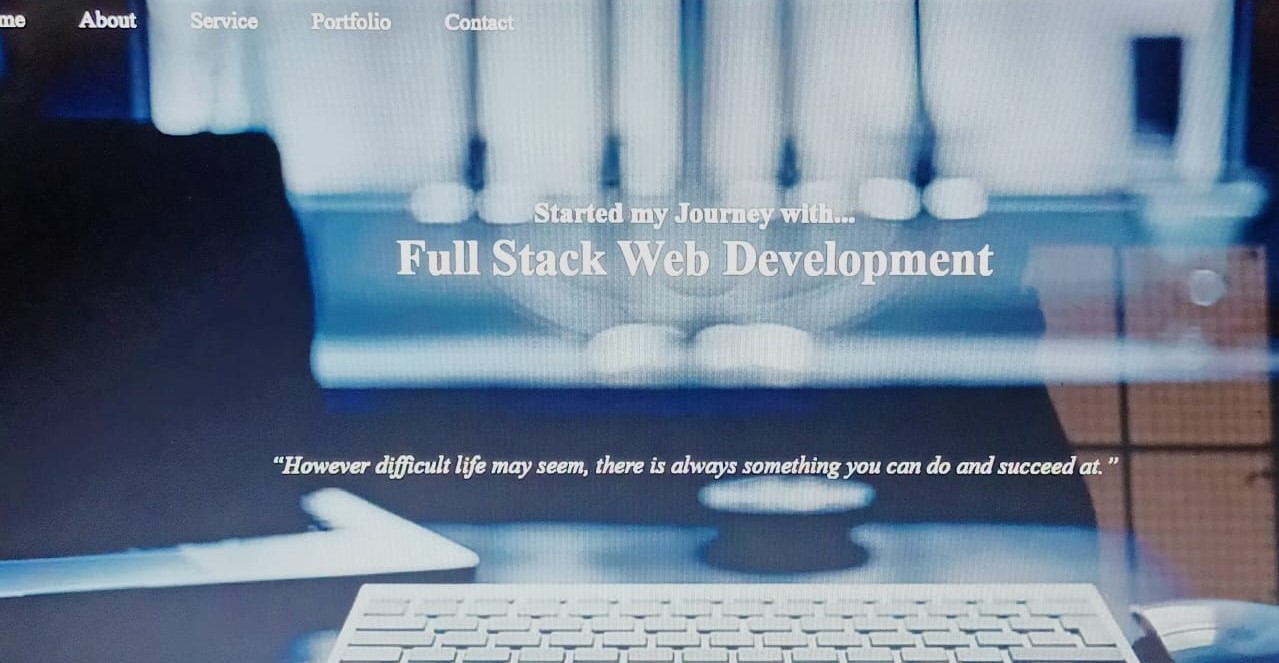 me About Service Portfolio Contact
Started my Journey with...
Full Stack Web Development
“However difficult life may seem, there is always something you can do and succeed at.”